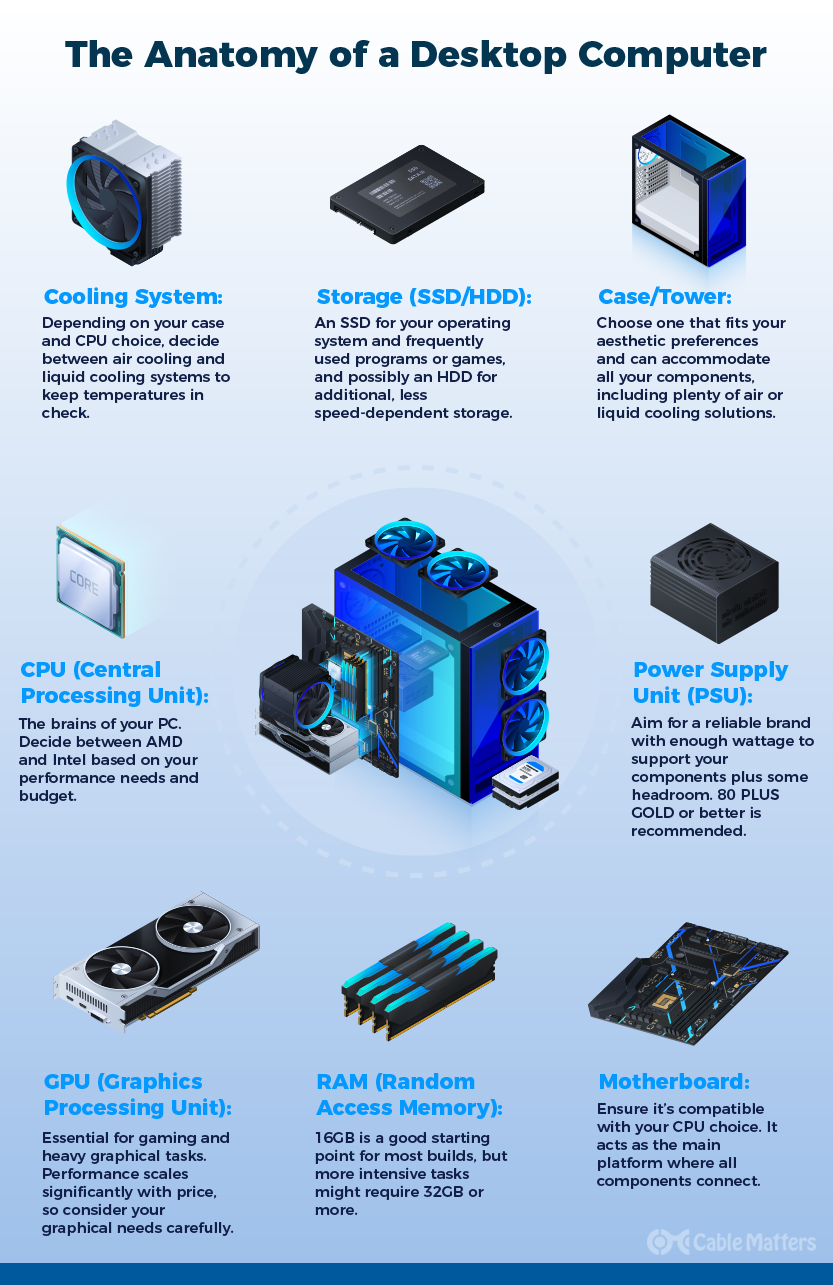 The Anatomy of a Desktop Computer
Cooling System:
Depending on your case
and CPU choice, decide
between air cooling and
liquid cooling systems to
keep temperatures in
check.
Storage (SSD/HDD):
An SSD for your operating
system and frequently
used programs or games,
and possibly an HDD for
additional, less
speed-dependent storage.
Case/Tower:
Choose one that fits your
aesthetic preferences
and can accommodate
all your components,
including plenty of air or
liquid cooling solutions.
CORE
CPU (Central
Processing Unit):
The brains of your PC.
Decide between AMD
and Intel based on your
performance needs and
budget.
Power Supply
Unit (PSU):
Aim for a reliable brand
with enough wattage to
support your
components plus some
headroom. 80 PLUS
GOLD or better is
recommended.
GPU (Graphics
Processing Unit):
Essential for gaming and
heavy graphical tasks.
Performance scales
significantly with price,
so consider your
graphical needs carefully.
RAM (Random
Access Memory):
16GB is a good starting
point for most builds, but
more intensive tasks
might require 32GB or
more.
Motherboard:
Ensure it's compatible
with your CPU choice. It
acts as the main
platform where all
components connect.
Cable Matters